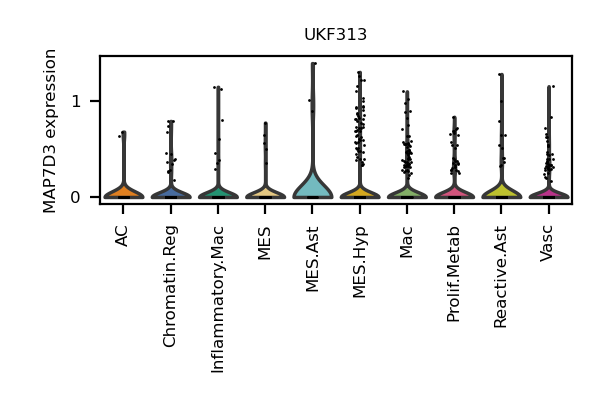 UKF313
MAP7D3 expression
1
0
AC
Chromatin.Reg
Inflammatory.Mac
MES
MES.Ast
MES.Hyp
Mac
Prolif.Metab
Reactive.Ast
Vasc